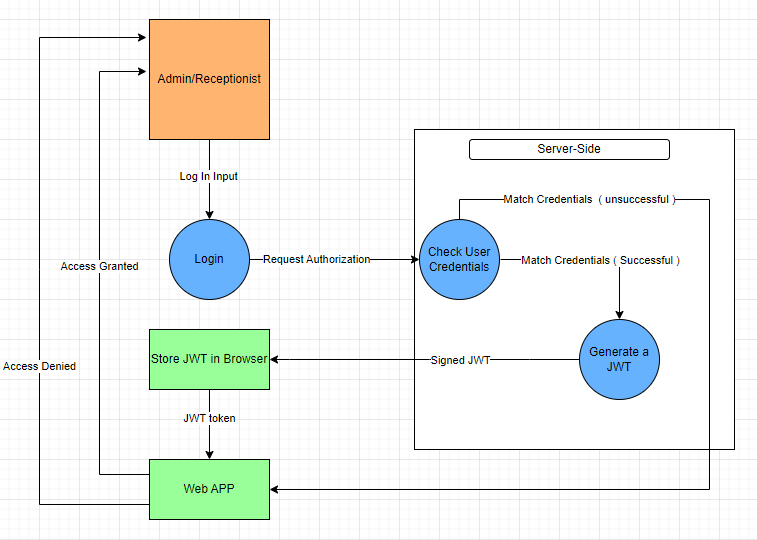 Admin/Receptionist
Server-Side
Log In Input
Match Credentials ( unsuccessful )
Login
Request Authorization
Check User
Credentials
Match Credentials ( Successful )
Access Granted
Store JWT in Browser
Signed JWT
Generate a
JWT
Access Denied
JWT token
Web APP